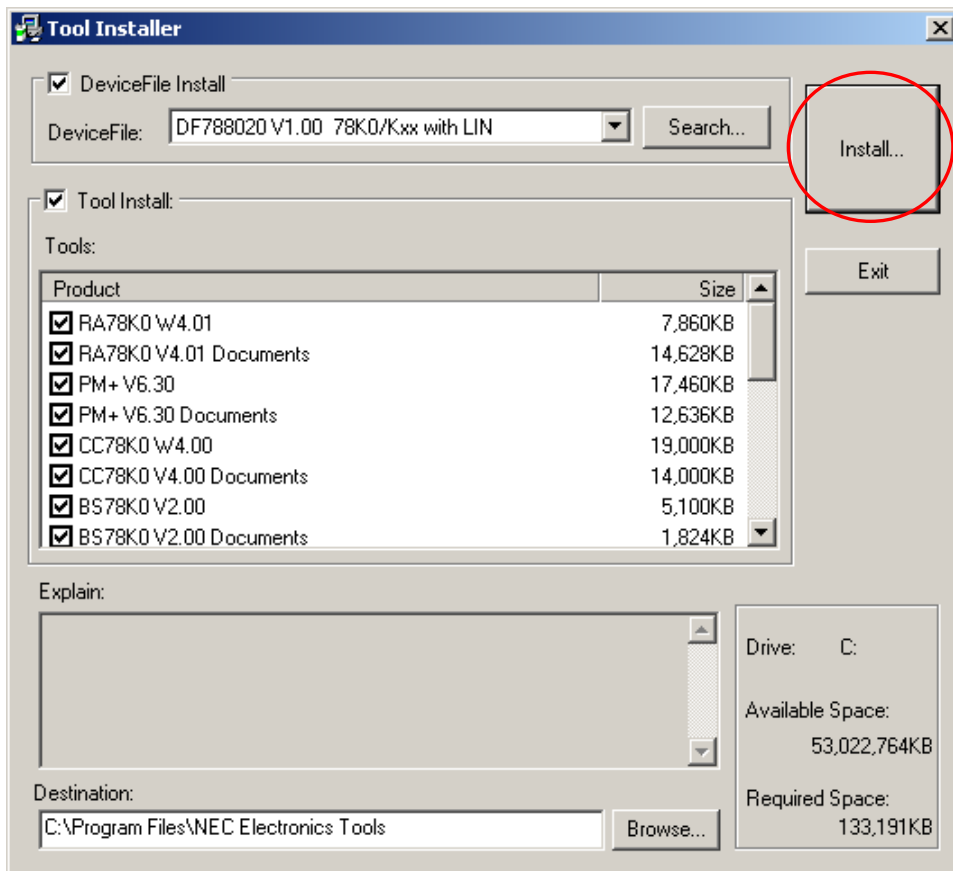 Tool Installer
DeviceFile Install
DeviceFile: DF788020 V1.00 78K0/Kxx with LIN Search...
Install...
Tool Install:
Tools:
Exit
Product Size
RA78K0 W4.01 7,860KB
RA78K0 V4.01 Documents 14,628KB
PM+ V6.30 17,460KB
PM+ V6.30 Documents 12,636KB
CC78K0 W4.00 19,000KB
CC78K0 V4.00 Documents 14,000KB
BS78K0 V2.00 5,100KB
BS78K0 V2.00 Documents 1,824KB
Explain:
Drive: C:
Available Space:
53,022,764KB
Required Space:
133,191KB
Destination:
C:\Program Files\NEC Electronics Tools Browse...